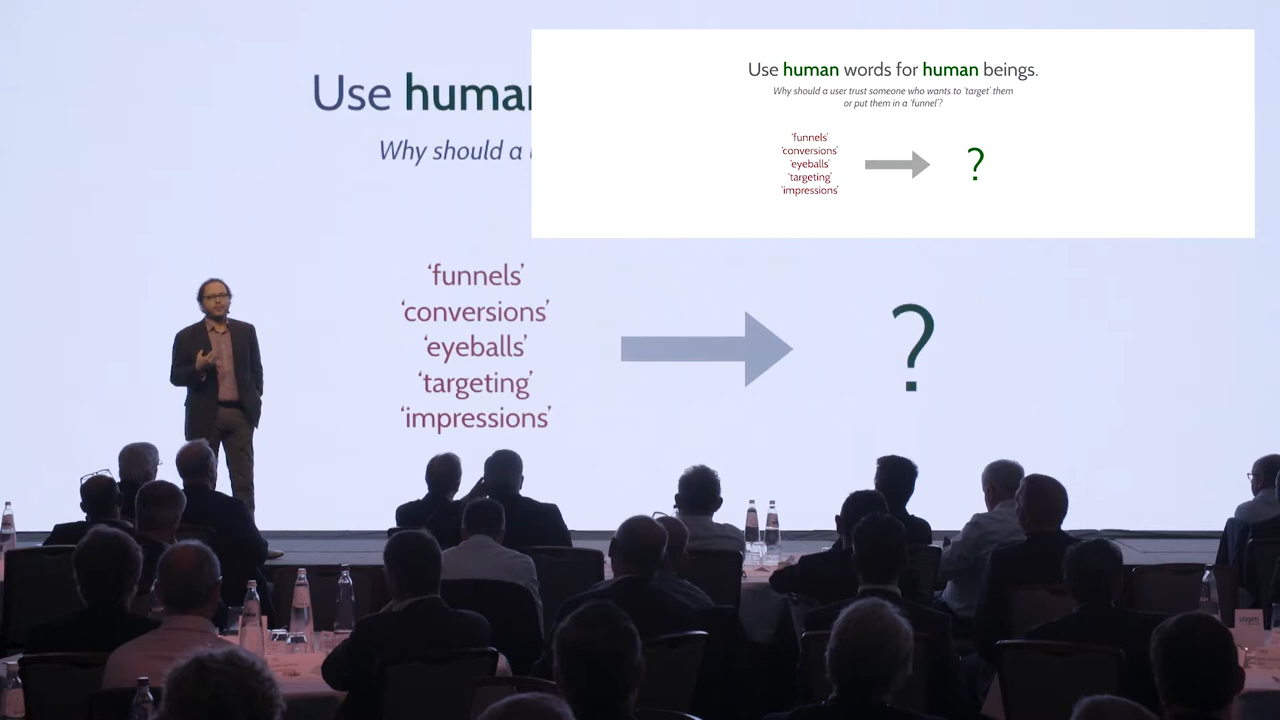 Use human words for human beings.
Why should a user trust someone who wants to ‘target’ them
or put them in a ‘funnel’?
‘funnels’
‘conversions’
‘eyeballs’
‘targeting’
‘impressions’
?
Use human
Why should a
‘funnels’
‘conversions’
‘eyeballs’
‘targeting’
‘impressions’
?